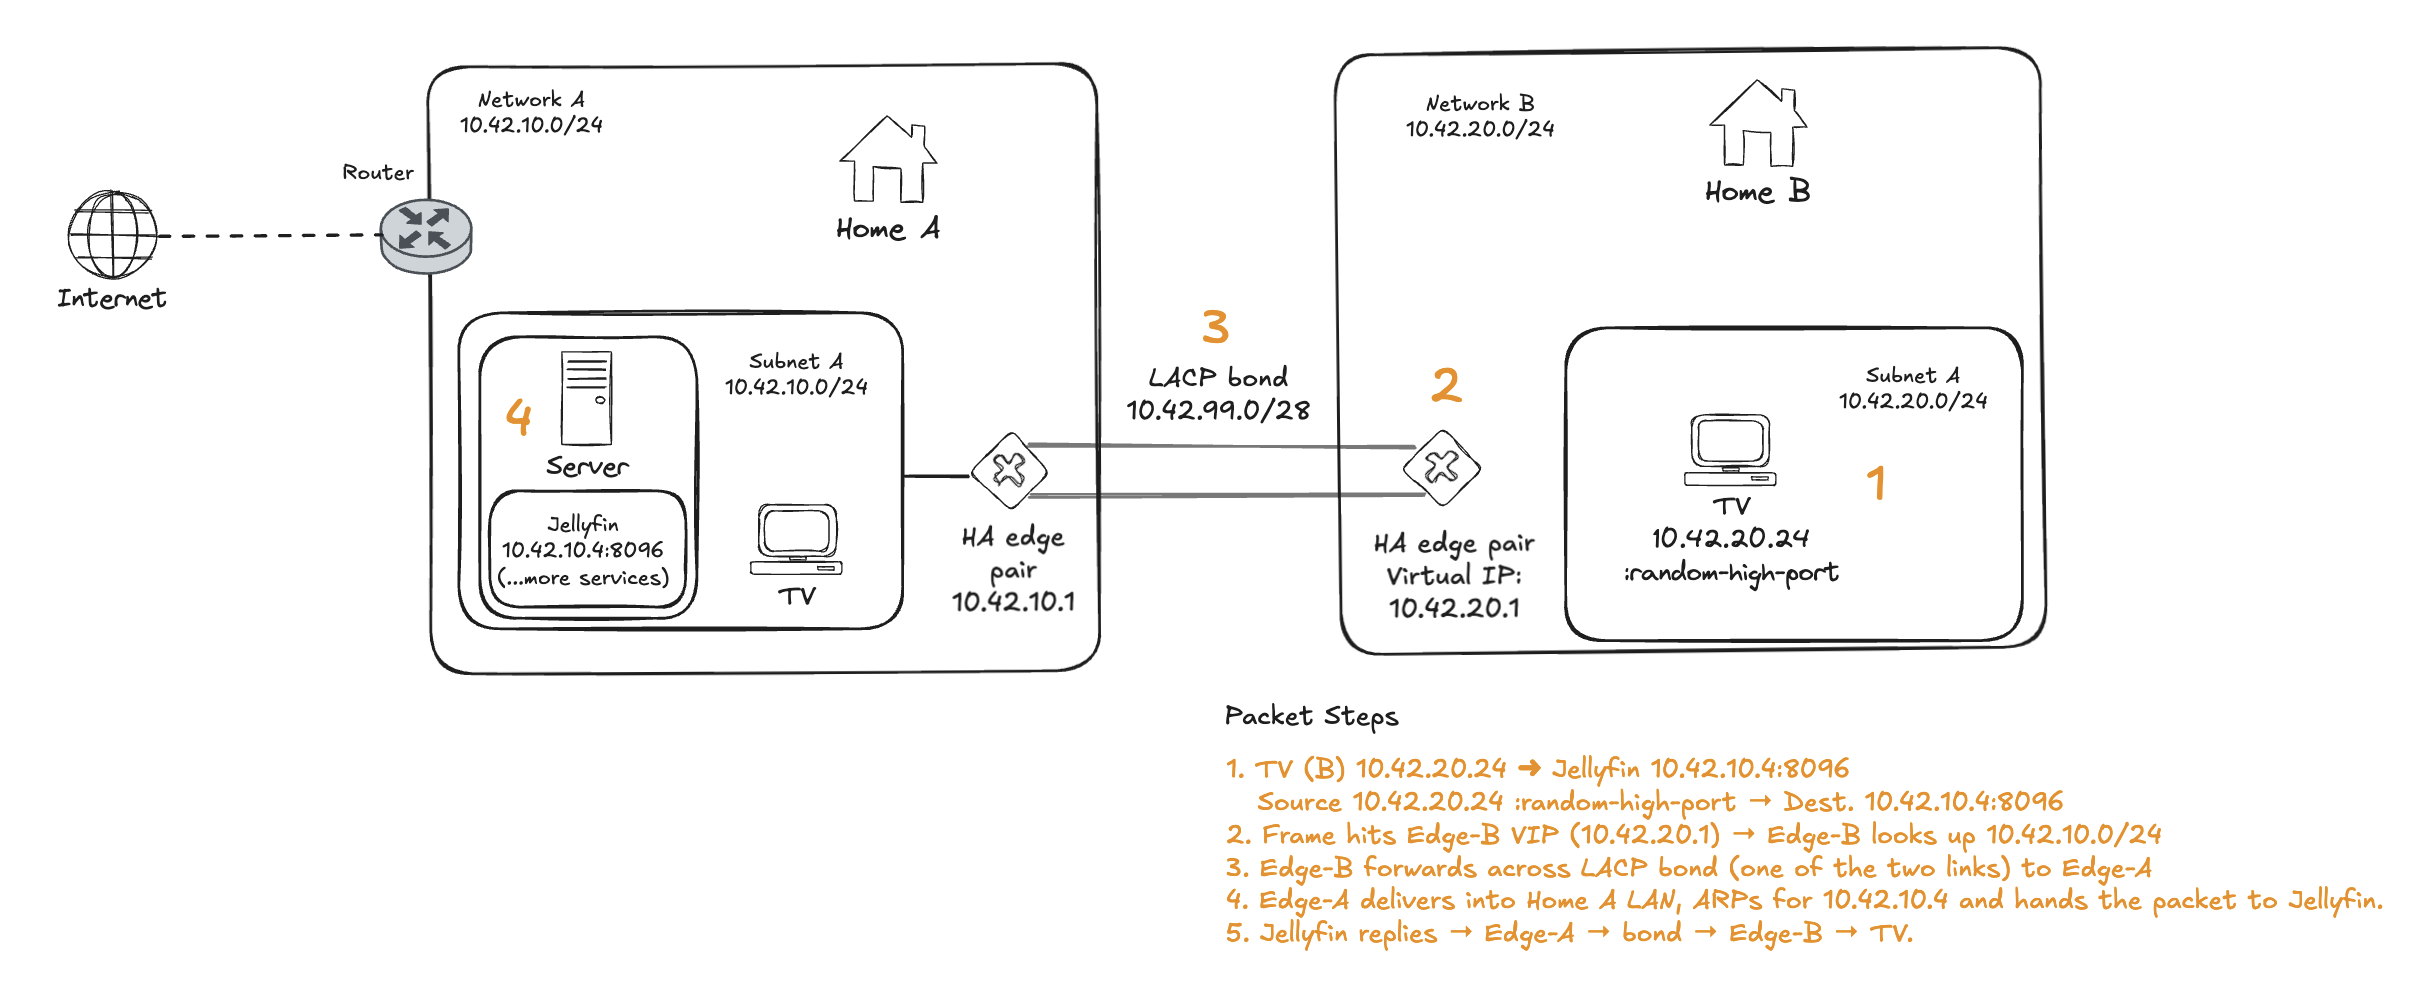 Network A
10.42.10.0/24
Router
Internet
Home A
Subnet A
10.42.10.0/24
4
Server
Jellyfin
10.42.10.4:8096
(...more services)
TV
HA edge
pair
10.42.10.1
3
LACP bond
10.42.99.0/28
Network B
10.42.20.0/24
Home B
2
HA edge pair
Virtual IP:
10.42.20.1
Subnet A
10.42.20.0/24
1
TV
10.42.20.24
:random-high-port
Packet Steps
1. TV (B) 10.42.20.24 ➜ Jellyfin 10.42.10.4:8096
Source 10.42.20.24 :random-high-port → Dest. 10.42.10.4:8096
2. Frame hits Edge-B VIP (10.42.20.1) → Edge-B looks up 10.42.10.0/24
3. Edge-B forwards across LACP bond (one of the two links) to Edge-A
4. Edge-A delivers into Home A LAN, ARPs for 10.42.10.4 and hands the packet to Jellyfin.
5. Jellyfin replies → Edge-A → bond → Edge-B → TV.